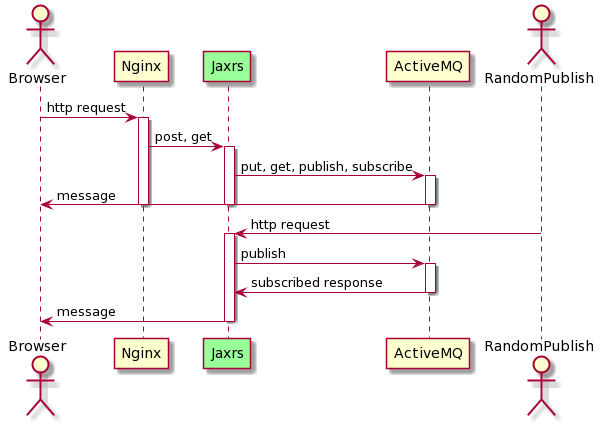 Browser
RandomPublish
Nginx
Jaxrs
ActiveMQ
http request
post, get
put, get, publish, subscribe
message
http request
publish
subscribed response
message
Browser
Nginx
Jaxrs
ActiveMQ
RandomPublish